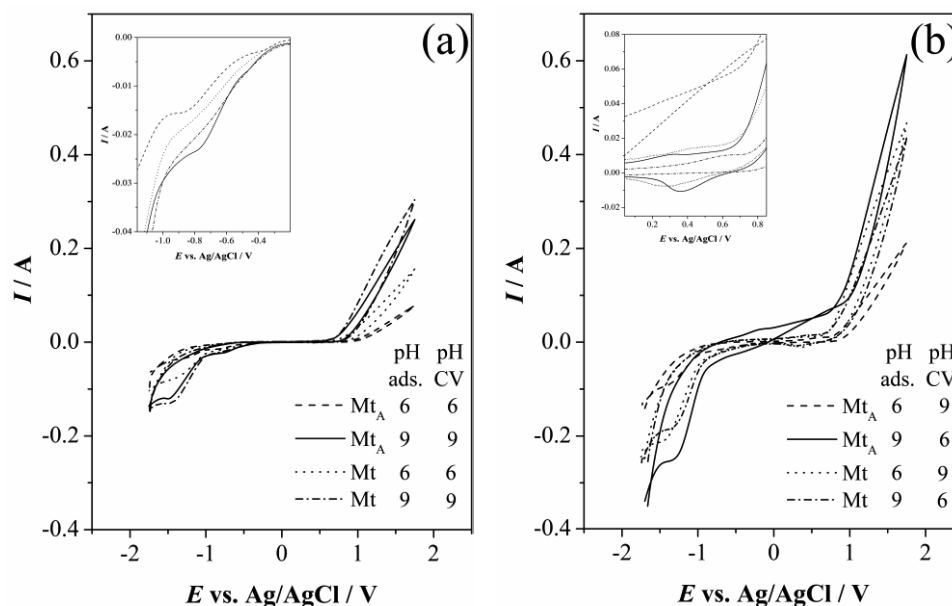 (a)
0.6
0.4
0.2
0.0
-0.2
-0.4
I / A
-2 -1 0 1 2
E vs. Ag/AgCl / V
0.00
-0.01
-0.02
-0.03
-0.04
I / A
-1.0 -0.8 -0.6 -0.4
E vs. Ag/AgCl / V
pH pH
ads. CV
MtA 6 6
MtA 9 9
Mt 6 6
Mt 9 9
(b)
0.6
0.4
0.2
0.0
-0.2
-0.4
I / A
-2 -1 0 1 2
E vs. Ag/AgCl / V
0.08
0.06
0.04
0.02
0.00
-0.02
I / A
0.2 0.4 0.6 0.8
E vs. Ag/AgCl / V
pH pH
ads. CV
MtA 6 9
MtA 9 6
Mt 6 9
Mt 9 6